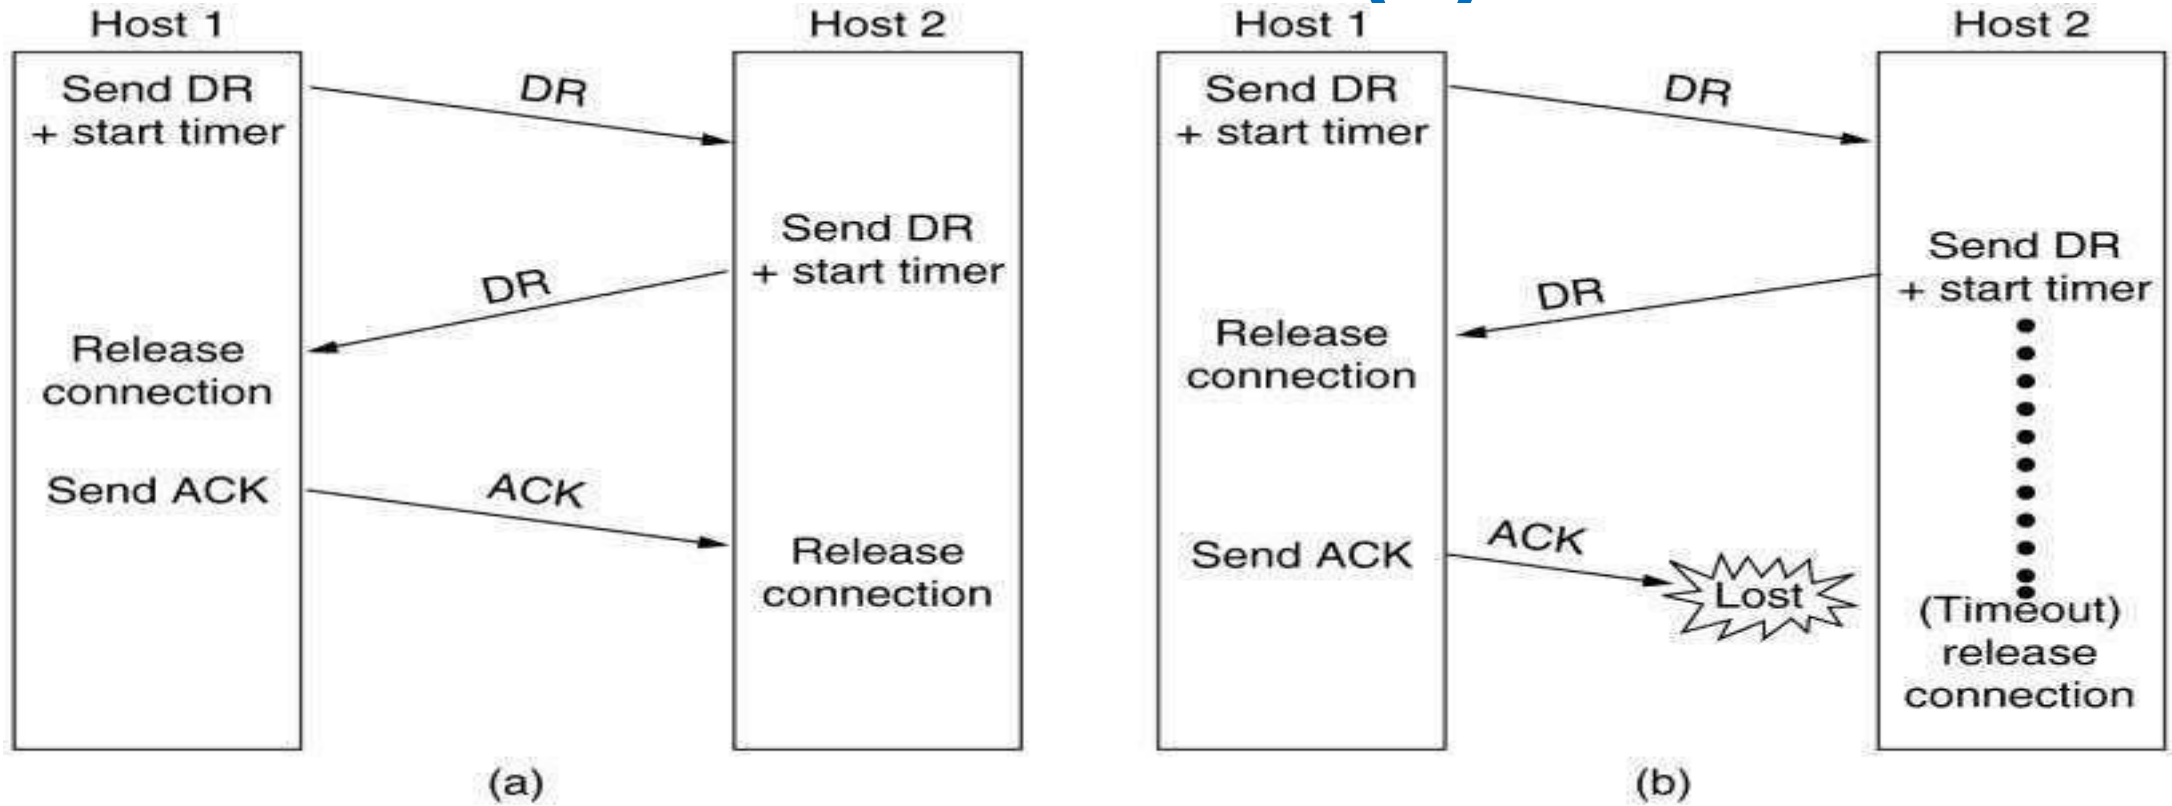 Host 1
Host 2
Send DR
+ start timer
DR
Send DR
+ start timer
DR
Release
connection
Send ACK
ACK
Release
connection
(a)
Host 1
Host 2
Send DR
+ start timer
DR
Send DR
+ start timer
DR
Release
connection
Send ACK
ACK
Lost
(Timeout)
release
connection
(b)